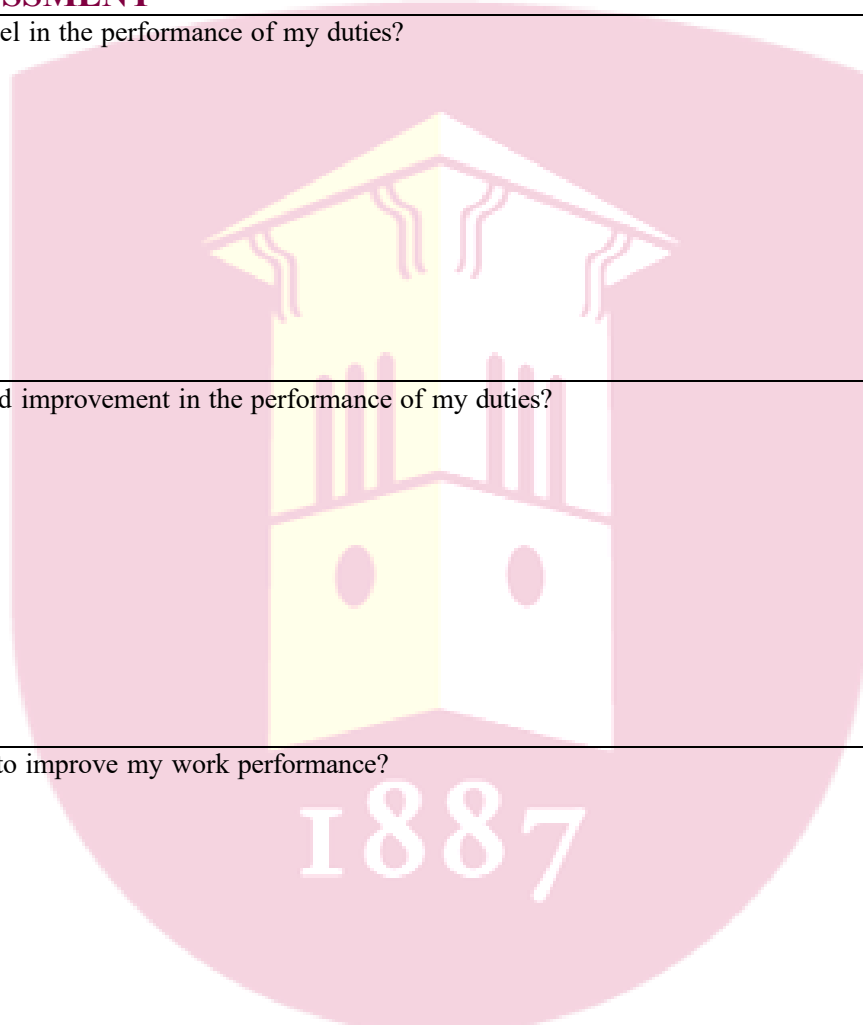 SSMENT
el in the performance of my duties?
d improvement in the performance of my duties?
to improve my work performance?
1887